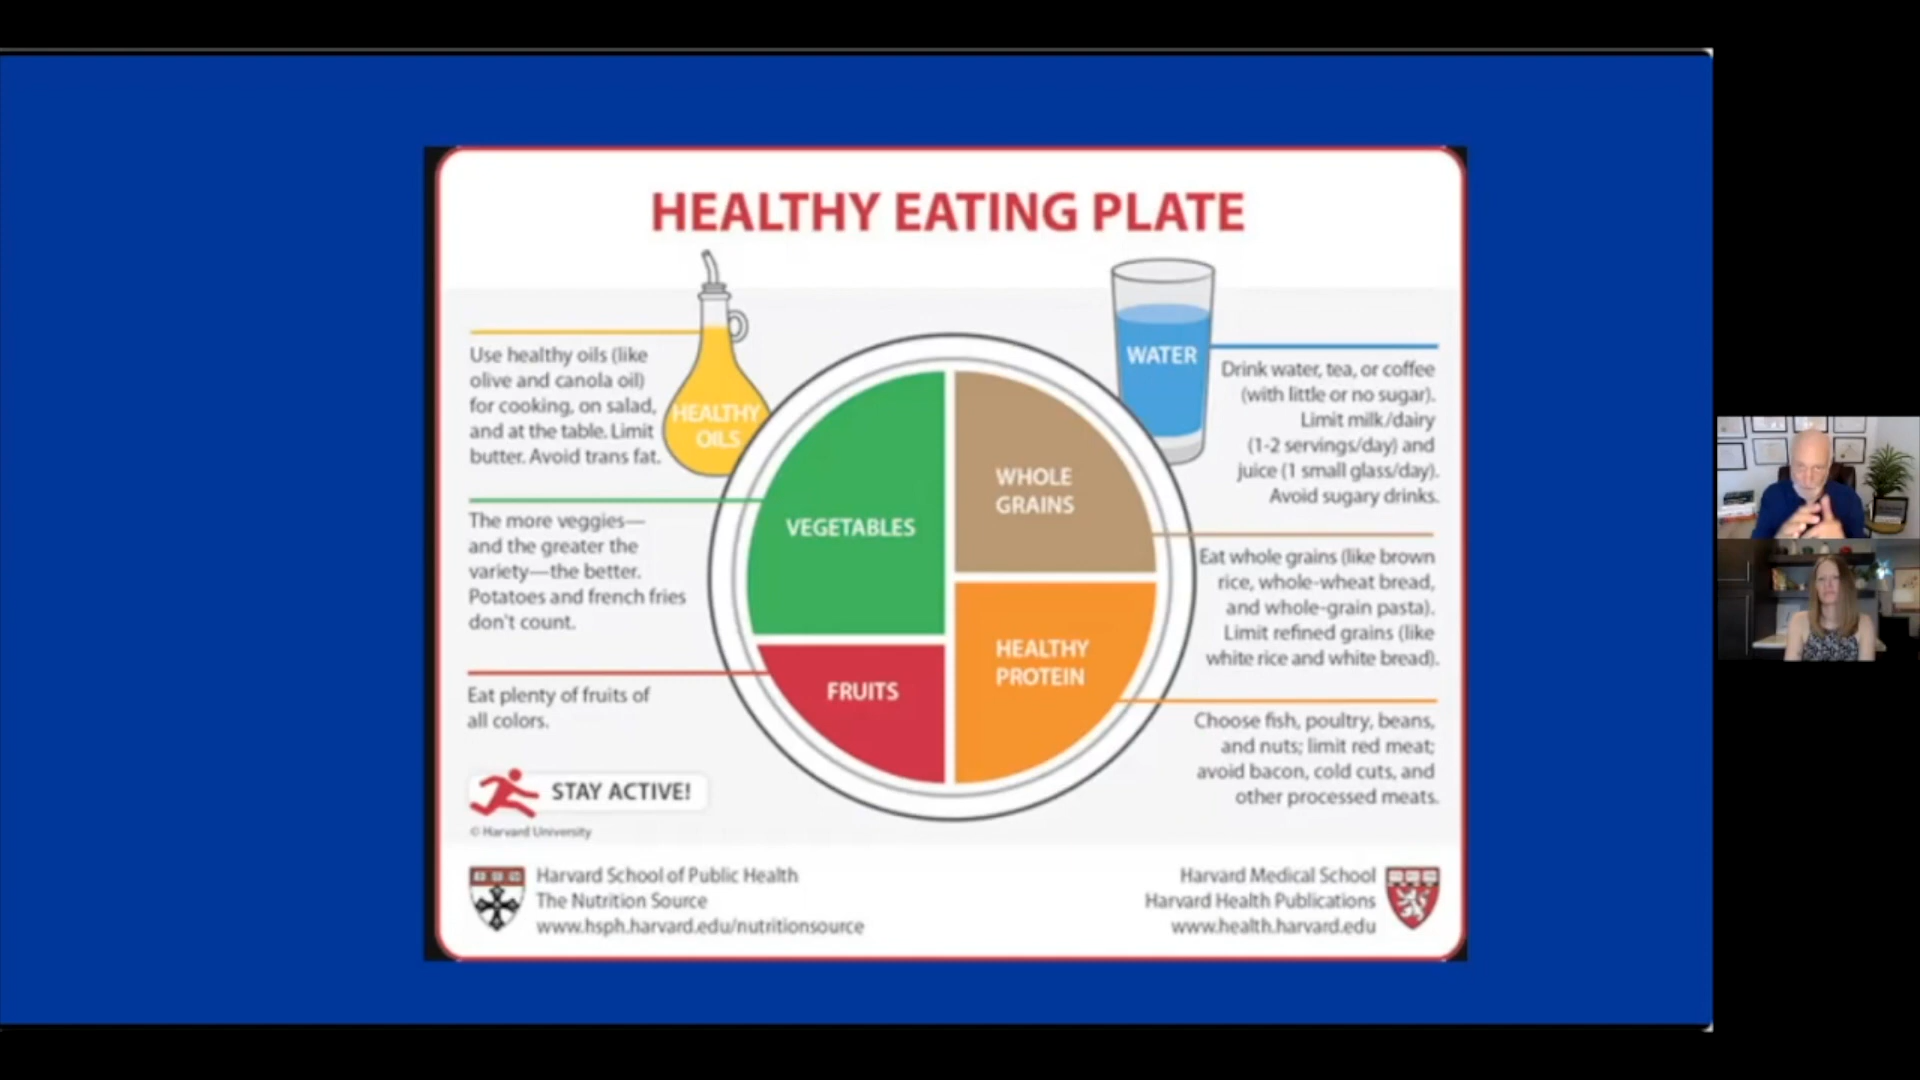 HEALTHY EATING PLATE
HEALTHY
OILS
Use healthy oils (like
olive and canola oil)
for cooking, on salad,
and at the table. Limit
butter. Avoid trans fat.
The more veggies—
and the greater the
variety—the better.
Potatoes and french fries
don't count.
Eat plenty of fruits of
all colors.
STAY ACTIVE!
© Harvard University
VEGETABLES
FRUITS
WHOLE
GRAINS
HEALTHY
PROTEIN
WATER
Drink water, tea, or coffee
(with little or no sugar).
Limit milk/dairy
(1-2 servings/day) and
juice (1 small glass/day).
Avoid sugary drinks.
Eat whole grains (like brown
rice, whole-wheat bread,
and whole-grain pasta).
Limit refined grains (like
white rice and white bread).
Choose fish, poultry, beans,
and nuts; limit red meat;
avoid bacon, cold cuts, and
other processed meats.
Harvard School of Public Health
The Nutrition Source
www.hsph.harvard.edu/nutritionsource
Harvard Medical School
Harvard Health Publications
www.health.harvard.edu